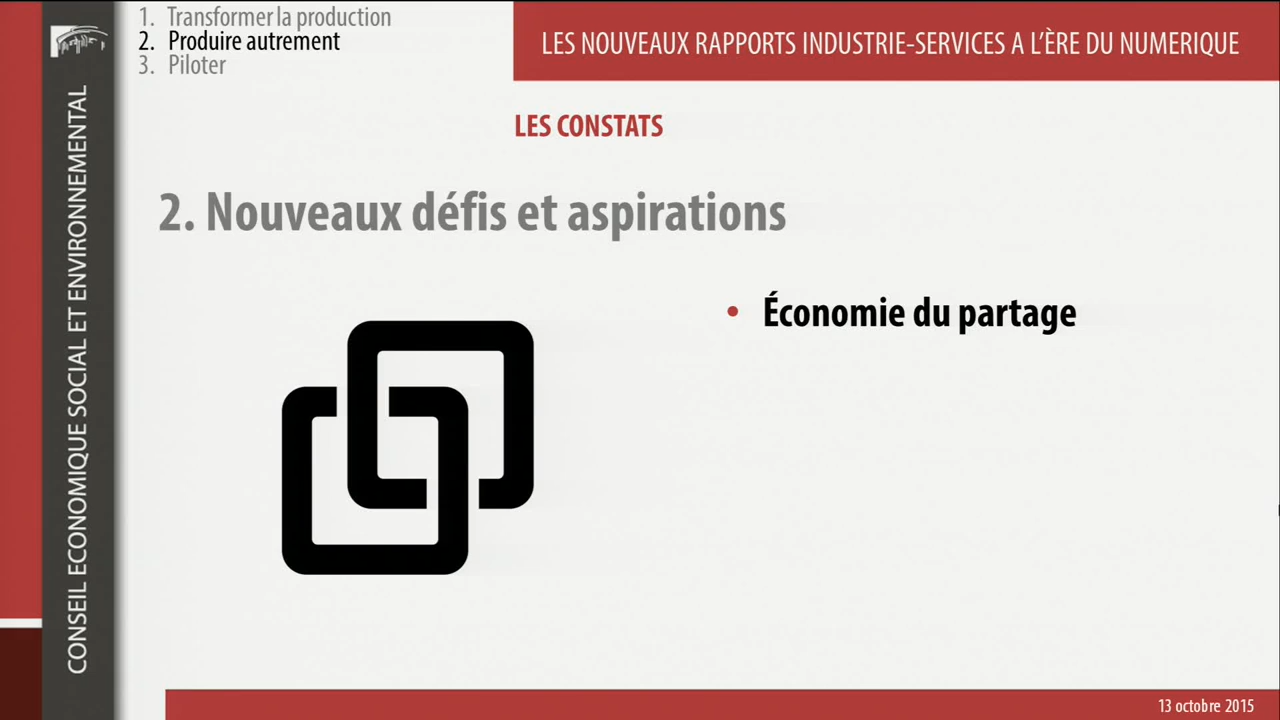 1. Transformer la production
2. Produire autrement
3. Piloter
LES NOUVEAUX RAPPORTS INDUSTRIE-SERVICES A L'ÈRE DU NUMERIQUE
CONSEIL ECONOMIQUE SOCIAL ET ENVIRONNEMENTAL
LES CONSTATS
2. Nouveaux défis et aspirations
• Économie du partage
13 octobre 2015